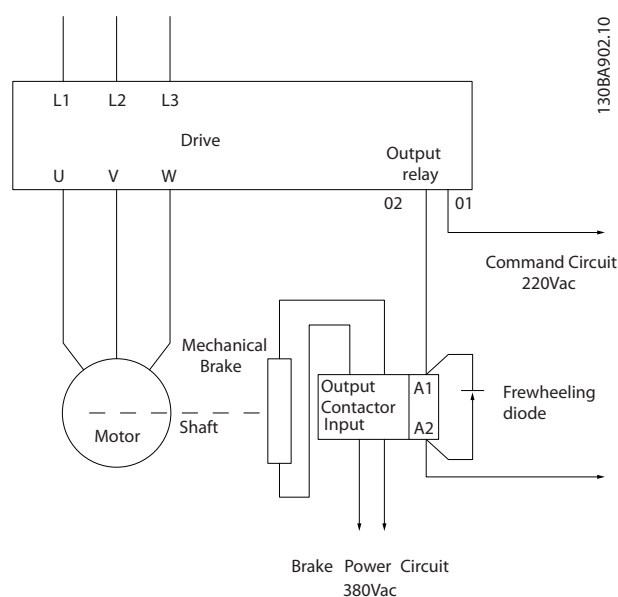 130BA902.10
L1 L2 L3
Drive
Output
relay
U V W
02 01
Command Circuit
220Vac
Mechanical
Brake
Output
Contactor
Input
A1
A2
Frewheeling
diode
Motor
Shaft
Brake Power Circuit
380Vac